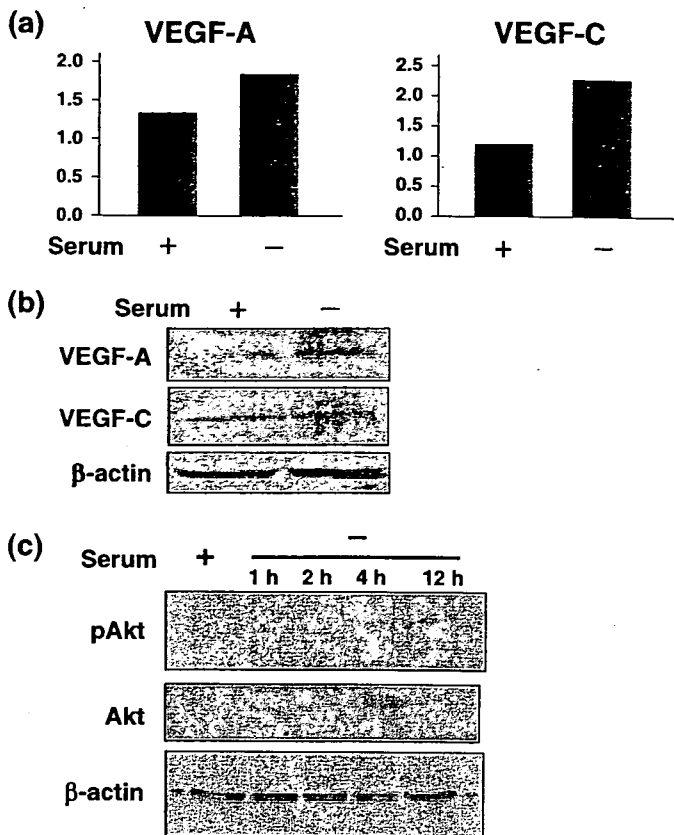 (a)
VEGF-A
VEGF-C
2.0
1.5
1.0
0.5
0.0
Serum + −
2.5
2.0
1.5
1.0
0.5
0.0
Serum + −
(b)
Serum + −
VEGF-A
VEGF-C
β-actin
(c)
−
Serum +
1 h 2 h 4 h 12 h
pAkt
Akt
β-actin